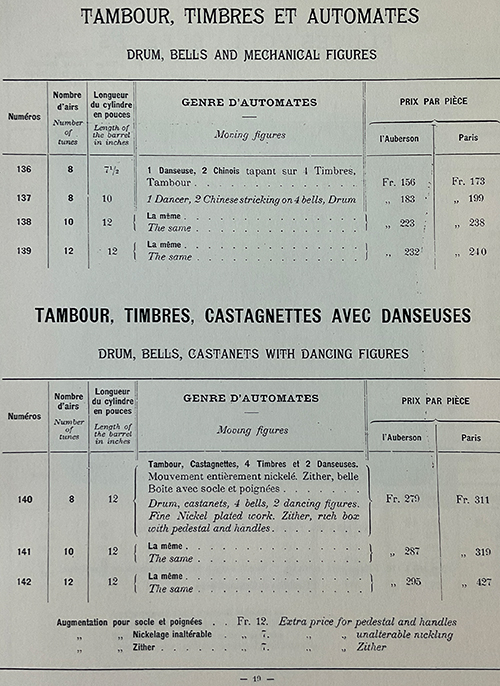 TAMBOUR, TIMBRES ET AUTOMATES
DRUM, BELLS AND MECHANICAL FIGURES
Numéros
Nombre
d'airs
Number
of
tunes
Longueur
du cylindre
en pouces
Length of
the barrel
in inches
GENRE D'AUTOMATES
Moving figures
PRIX PAR PIÈCE
l'Auberson
Paris
136 8 7 1/2 1 Danseuse, 2 Chinois tapant sur 4 Timbres,
Tambour . . . . . . . . . . . . . Fr. 156 Fr. 173
137 8 10 1 Dancer, 2 Chinese stricking on 4 bells, Drum „ 183 „ 199
138 10 12 La même . . . . . . . . . . . . . „ 223 „ 238
The same . . . . . . . . . . . . .
139 12 12 La même . . . . . . . . . . . . . „ 232 „ 240
The same . . . . . . . . . . . . .
TAMBOUR, TIMBRES, CASTAGNETTES AVEC DANSEUSES
DRUM, BELLS, CASTANETS WITH DANCING FIGURES
Numéros
Nombre
d'airs
Number
of
tunes
Longueur
du cylindre
en pouces
Length of
the barrel
in inches
GENRE D'AUTOMATES
Moving figures
PRIX PAR PIÈCE
l'Auberson
Paris
Tambour, Castagnettes, 4 Timbres et 2 Danseuses.
Mouvement entièrement nickelé. Zither, belle
Boîte avec socle et poignées . . . . . . .
140 8 12 Drum, castanets, 4 bells, 2 dancing figures. Fr. 279 Fr. 311
Fine Nickel plated work. Zither, rich box
with pedestal and handles . . . . . . . .
141 10 12 La même . . . . . . . . . . . . . „ 287 „ 319
The same . . . . . . . . . . . . .
142 12 12 La même . . . . . . . . . . . . . „ 295 „ 427
The same . . . . . . . . . . . . .
Augmentation pour socle et poignées . . Fr. 12. Extra price for pedestal and handles
„ „ Nickelage inaltérable . „ 7. „ „ unalterable nickling
„ „ Zither . . . . . . . „ 7. „ „ Zither
— 19 —